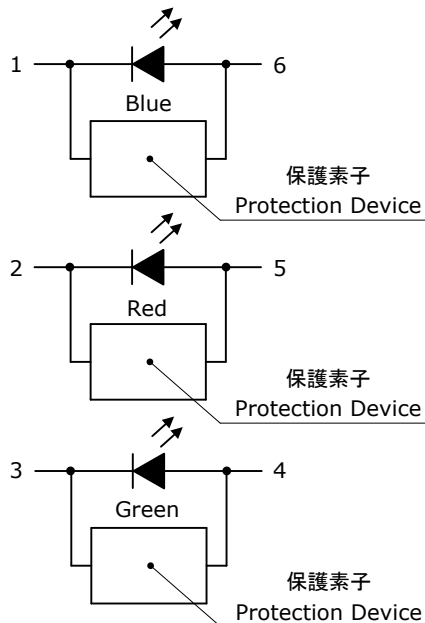 1
6
Blue
保護素子
Protection Device
2
5
Red
保護素子
Protection Device
3
4
Green
保護素子
Protection Device